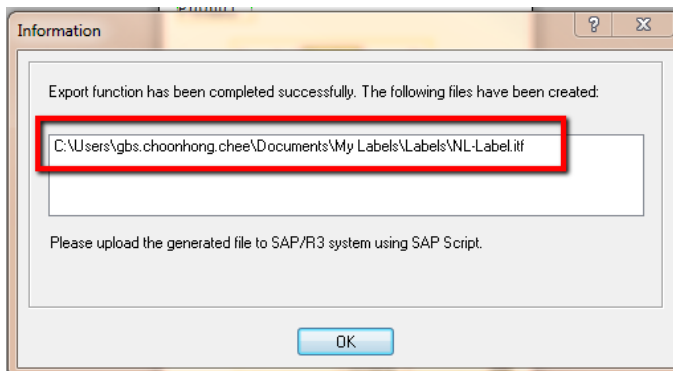 Information
Export function has been completed successfully. The following files have been created:
C:\Users\gbs.choonhong.chee\Documents\My Labels\Labels\NL-Label.itf
Please upload the generated file to SAP/R3 system using SAP Script.
OK